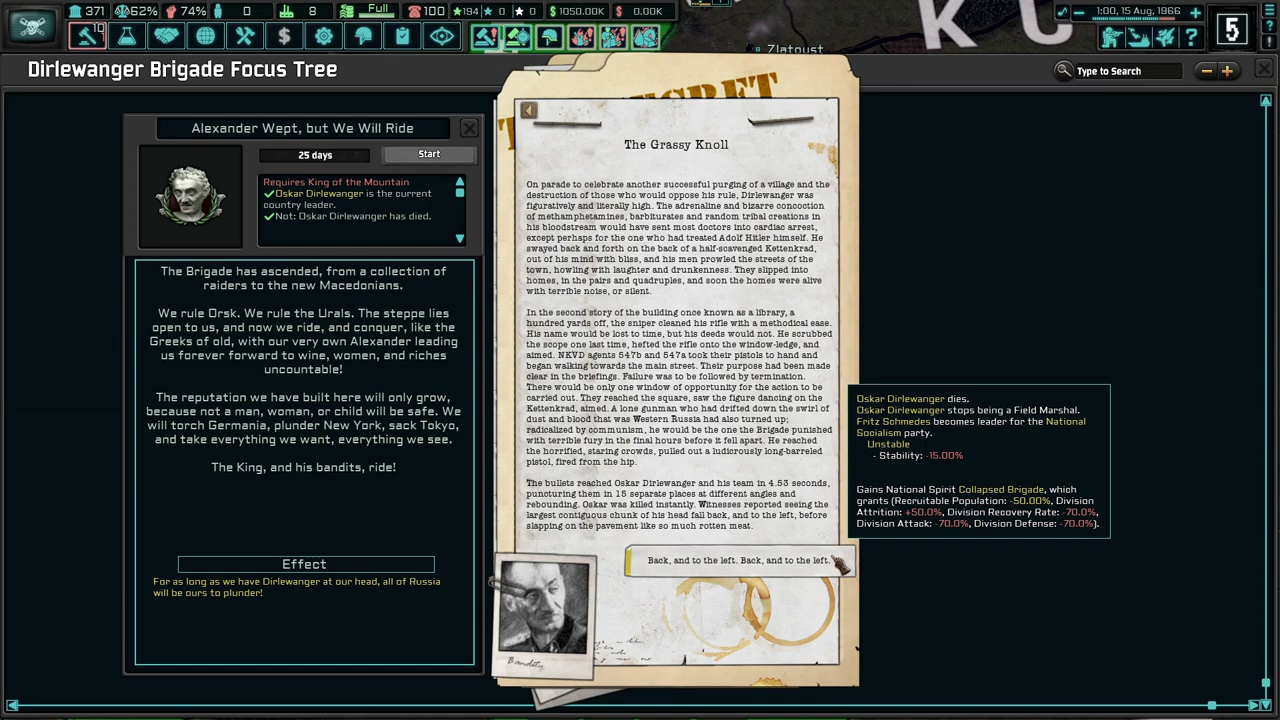 371
62%
74%
0
8
Full
100
194
0
0
$ 1050.00K
$ 0.00K
1:00, 15 Aug, 1966
5
10
Zlatoust
K U
Dirlewanger Brigade Focus Tree
Type to Search
Alexander Wept, but We Will Ride
25 days
Start
Requires King of the Mountain
Oskar Dirlewanger is the current
country leader.
Not: Oskar Dirlewanger has died.
The Brigade has ascended, from a collection of
raiders to the new Macedonians.
We rule Orsk. We rule the Urals. The steppe lies
open to us, and now we ride, and conquer, like the
Greeks of old, with our very own Alexander leading
us forever forward to wine, women, and riches
uncountable!
The reputation we have built here will only grow,
because not a man, woman, or child will be safe. We
will torch Germania, plunder New York, sack Tokyo,
and take everything we want, everything we see.
The King, and his bandits, ride!
Effect
For as long as we have Dirlewanger at our head, all of Russia
will be ours to plunder!
The Grassy Knoll
On parade to celebrate another successful purging of a village and the
destruction of those who would oppose his rule, Dirlewanger was
figuratively and literally high. The adrenaline and bizarre concoction
of methamphetamines, barbiturates and random tribal creations in
his bloodstream would have sent most doctors into cardiac arrest,
except perhaps for the one who had treated Adolf Hitler himself. He
swayed back and forth on the back of a half-scavenged Kettenkrad,
out of his mind with bliss, and his men prowled the streets of the
town, howling with laughter and drunkenness. They slipped into
homes, in the pairs and quadruples, and soon the homes were alive
with terrible noise, or silent.
In the second story of the building once known as a library, a
hundred yards off, the sniper cleaned his rifle with a methodical ease.
His name would be lost to time, but his deeds would not. He scrubbed
the scope one last time, hefted the rifle onto the window-ledge, and
aimed. NKVD agents 547b and 547a took their pistols to hand and
began walking towards the main street. Their purpose had been made
clear in the briefings. Failure was to be followed by termination.
There would be only one window of opportunity for the action to be
carried out. They reached the square, saw the figure dancing on the
Kettenkrad, aimed. A lone gunman who had drifted down the swirl of
dust and blood that was Western Russia had also turned up;
radicalized by communism, he would be the one the Brigade punished
with terrible fury in the final hours before it fell apart. He reached
the horrified, staring crowds, pulled out a ludicrously long-barreled
pistol, fired from the hip.
The bullets reached Oskar Dirlewanger and his team in 4.53 seconds,
puncturing them in 15 separate places at different angles and
rebounding. Oskar was killed instantly. Witnesses reported seeing the
largest contiguous chunk of his head fall back, and to the left, before
slapping on the pavement like so much rotten meat.
Back, and to the left. Back, and to the left.
Banditry
Oskar Dirlewanger dies.
Oskar Dirlewanger stops being a Field Marshal.
Fritz Schmedes becomes leader for the National
Socialism party.
Unstable
- Stability: -15.00%
Gains National Spirit Collapsed Brigade, which
grants (Recruitable Population: -50.00%, Division
Attrition: +50.0%, Division Recovery Rate: -70.0%,
Division Attack: -70.0%, Division Defense: -70.0%).